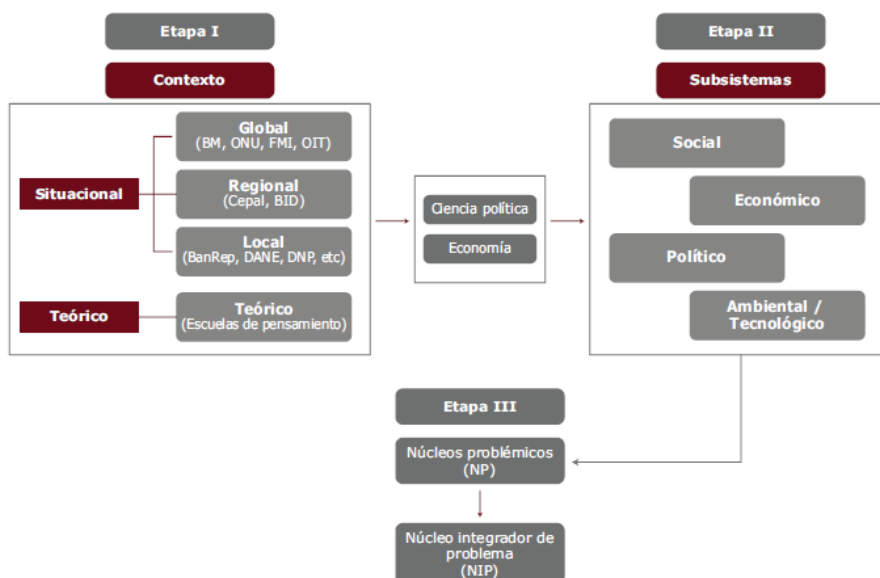 Etapa I
Contexto
Situacional
Global
(BM, ONU, FMI, OIT)
Regional
(Cepal, BID)
Local
(BanRep, DANE, DNP, etc)
Teórico
Teórico
(Escuelas de pensamiento)
Ciencia política
Economía
Etapa II
Subsistemas
Social
Económico
Político
Ambiental /
Tecnológico
Etapa III
Núcleos problémicos
(NP)
Núcleo integrador de
problema
(NIP)